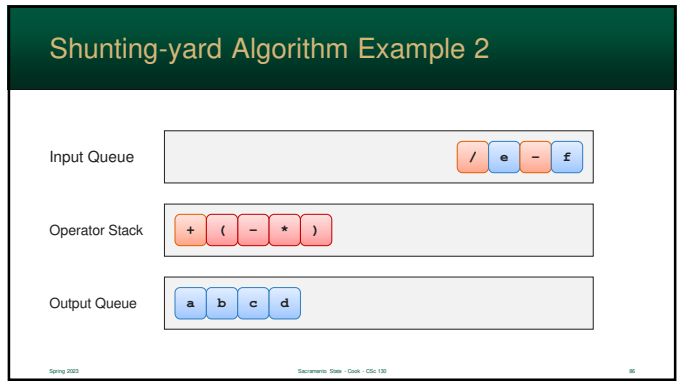 Shunting-yard Algorithm Example 2
Input Queue / e – f
Operator Stack + ( – * )
Output Queue a b c d
Spring 2023 Sacramento State - Cook - CSc 130 86